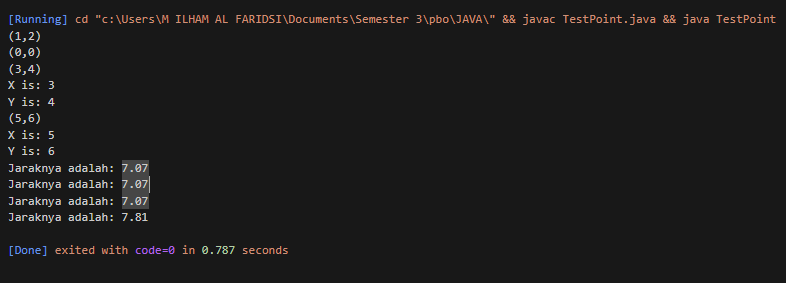 [Running] cd "c:\Users\M ILHAM AL FARIDSI\Documents\Semester 3\pbo\JAVA\" && javac TestPoint.java && java TestPoint
(1,2)
(0,0)
(3,4)
X is: 3
Y is: 4
(5,6)
X is: 5
Y is: 6
Jaraknya adalah: 7.07
Jaraknya adalah: 7.07
Jaraknya adalah: 7.07
Jaraknya adalah: 7.81
[Done] exited with code=0 in 0.787 seconds